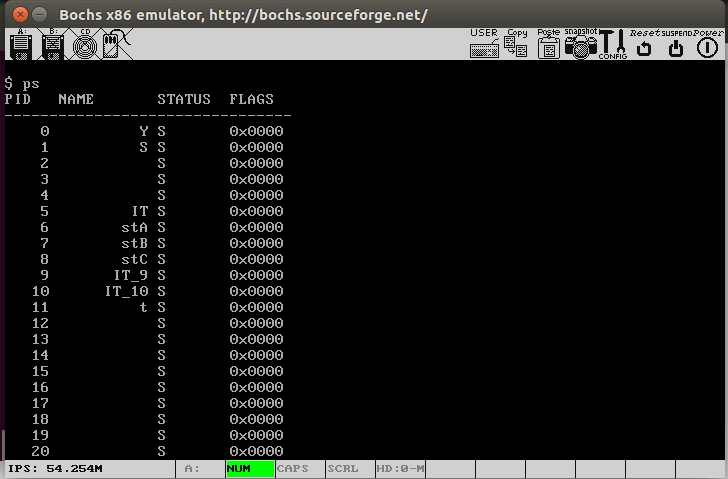 Bochs x86 emulator, http://bochs.sourceforge.net/
A: B: CD USER Copy Paste snapshot CONFIG Reset SUSPEND Power
$ ps
PID NAME STATUS FLAGS
--------------------------------
0 Y S 0x0000
1 S S 0x0000
2 S 0x0000
3 S 0x0000
4 S 0x0000
5 IT S 0x0000
6 stA S 0x0000
7 stB S 0x0000
8 stC S 0x0000
9 IT_9 S 0x0000
10 IT_10 S 0x0000
11 t S 0x0000
12 S 0x0000
13 S 0x0000
14 S 0x0000
15 S 0x0000
16 S 0x0000
17 S 0x0000
18 S 0x0000
19 S 0x0000
20 S 0x0000
IPS: 54.254M A: NUM CAPS SCRL HD:0-M